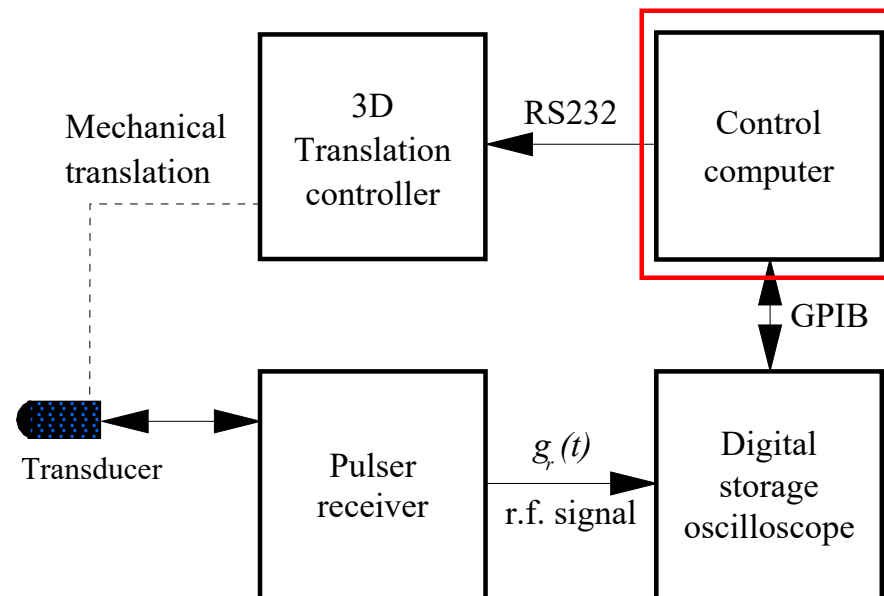 3D
Translation
controller
Mechanical
translation
RS232
Control
computer
GPIB
Transducer
Pulser
receiver
g_r(t)
r.f. signal
Digital
storage
oscilloscope